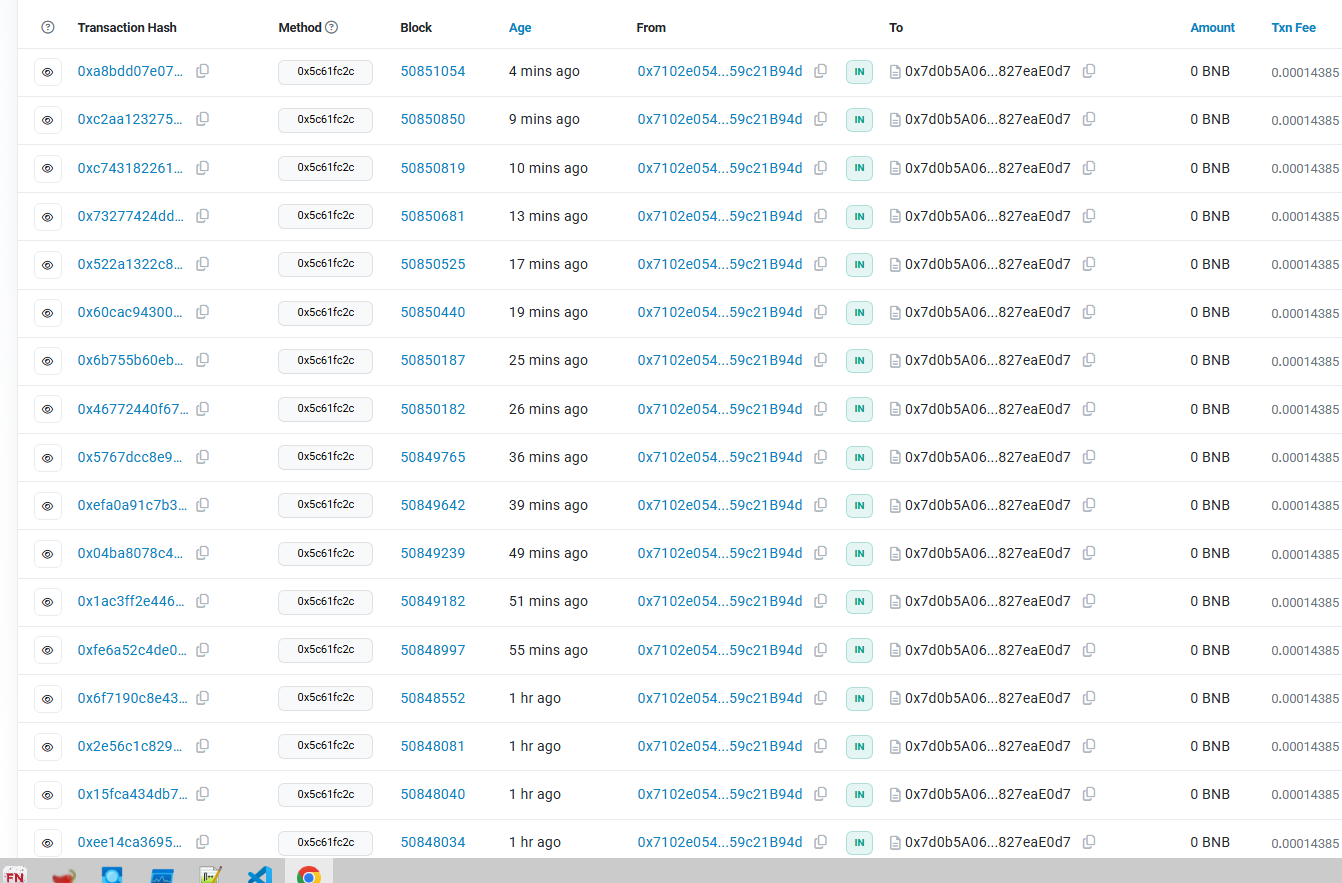 Transaction Hash Method Block Age From To Amount Txn Fee
0xa8bdd07e07... 0x5c61fc2c 50851054 4 mins ago 0x7102e054...59c21B94d IN 0x7d0b5A06...827eaE0d7 0 BNB 0.00014385
0xc2aa123275... 0x5c61fc2c 50850850 9 mins ago 0x7102e054...59c21B94d IN 0x7d0b5A06...827eaE0d7 0 BNB 0.00014385
0xc743182261... 0x5c61fc2c 50850819 10 mins ago 0x7102e054...59c21B94d IN 0x7d0b5A06...827eaE0d7 0 BNB 0.00014385
0x73277424dd... 0x5c61fc2c 50850681 13 mins ago 0x7102e054...59c21B94d IN 0x7d0b5A06...827eaE0d7 0 BNB 0.00014385
0x522a1322c8... 0x5c61fc2c 50850525 17 mins ago 0x7102e054...59c21B94d IN 0x7d0b5A06...827eaE0d7 0 BNB 0.00014385
0x60cac94300... 0x5c61fc2c 50850440 19 mins ago 0x7102e054...59c21B94d IN 0x7d0b5A06...827eaE0d7 0 BNB 0.00014385
0x6b755b60eb... 0x5c61fc2c 50850187 25 mins ago 0x7102e054...59c21B94d IN 0x7d0b5A06...827eaE0d7 0 BNB 0.00014385
0x46772440f67... 0x5c61fc2c 50850182 26 mins ago 0x7102e054...59c21B94d IN 0x7d0b5A06...827eaE0d7 0 BNB 0.00014385
0x5767dcc8e9... 0x5c61fc2c 50849765 36 mins ago 0x7102e054...59c21B94d IN 0x7d0b5A06...827eaE0d7 0 BNB 0.00014385
0xefa0a91c7b3... 0x5c61fc2c 50849642 39 mins ago 0x7102e054...59c21B94d IN 0x7d0b5A06...827eaE0d7 0 BNB 0.00014385
0x04ba8078c4... 0x5c61fc2c 50849239 49 mins ago 0x7102e054...59c21B94d IN 0x7d0b5A06...827eaE0d7 0 BNB 0.00014385
0x1ac3ff2e446... 0x5c61fc2c 50849182 51 mins ago 0x7102e054...59c21B94d IN 0x7d0b5A06...827eaE0d7 0 BNB 0.00014385
0xfe6a52c4de0... 0x5c61fc2c 50848997 55 mins ago 0x7102e054...59c21B94d IN 0x7d0b5A06...827eaE0d7 0 BNB 0.00014385
0x6f7190c8e43... 0x5c61fc2c 50848552 1 hr ago 0x7102e054...59c21B94d IN 0x7d0b5A06...827eaE0d7 0 BNB 0.00014385
0x2e56c1c829... 0x5c61fc2c 50848081 1 hr ago 0x7102e054...59c21B94d IN 0x7d0b5A06...827eaE0d7 0 BNB 0.00014385
0x15fca434db7... 0x5c61fc2c 50848040 1 hr ago 0x7102e054...59c21B94d IN 0x7d0b5A06...827eaE0d7 0 BNB 0.00014385
0xee14ca3695... 0x5c61fc2c 50848034 1 hr ago 0x7102e054...59c21B94d IN 0x7d0b5A06...827eaE0d7 0 BNB 0.00014385
FN